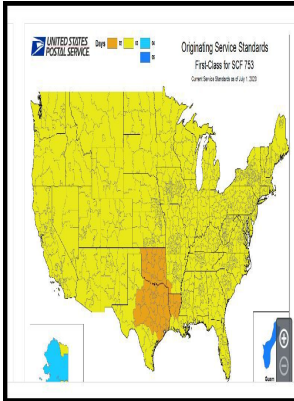 UNITED STATES
POSTAL SERVICE
Days
Originating Service Standards
First-Class for SCF 753
Current Service Standards as of July 1, 2020
Guam